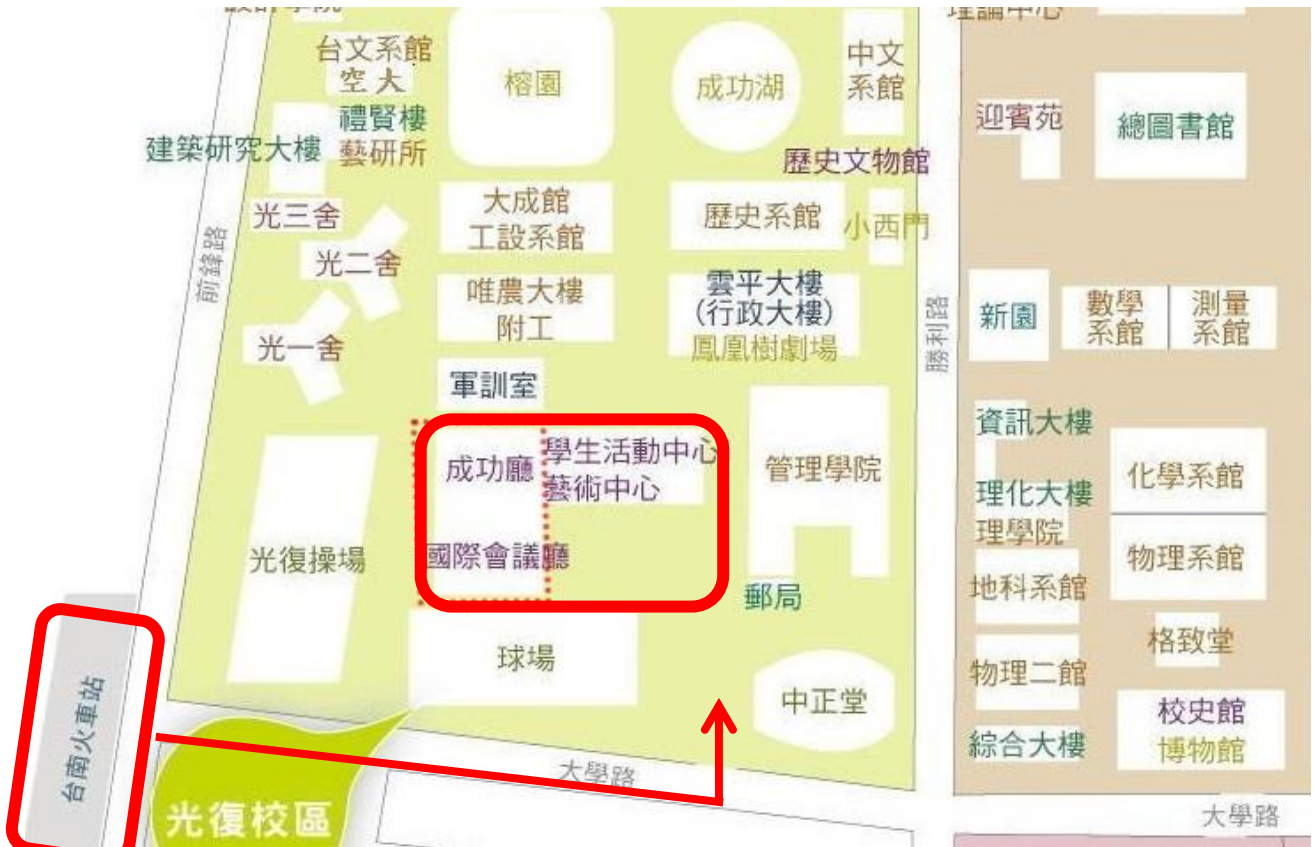 台文系館
空大
禮賢樓
藝研所
建築研究大樓
榕園
成功湖
中文
系館
歷史文物館
迎賓苑
總圖書館
光三舍
光二舍
光一舍
前鋒路
大成館
工設系館
歷史系館
小西門
唯農大樓
附工
雲平大樓
(行政大樓)
鳳凰樹劇場
勝利路
新園
數學
系館
測量
系館
軍訓室
成功廳
學生活動中心
藝術中心
國際會議廳
管理學院
郵局
資訊大樓
理化大樓
理學院
地科系館
化學系館
物理系館
光復操場
球場
中正堂
物理二館
格致堂
綜合大樓
校史館
博物館
台南火車站
光復校區
大學路
大學路